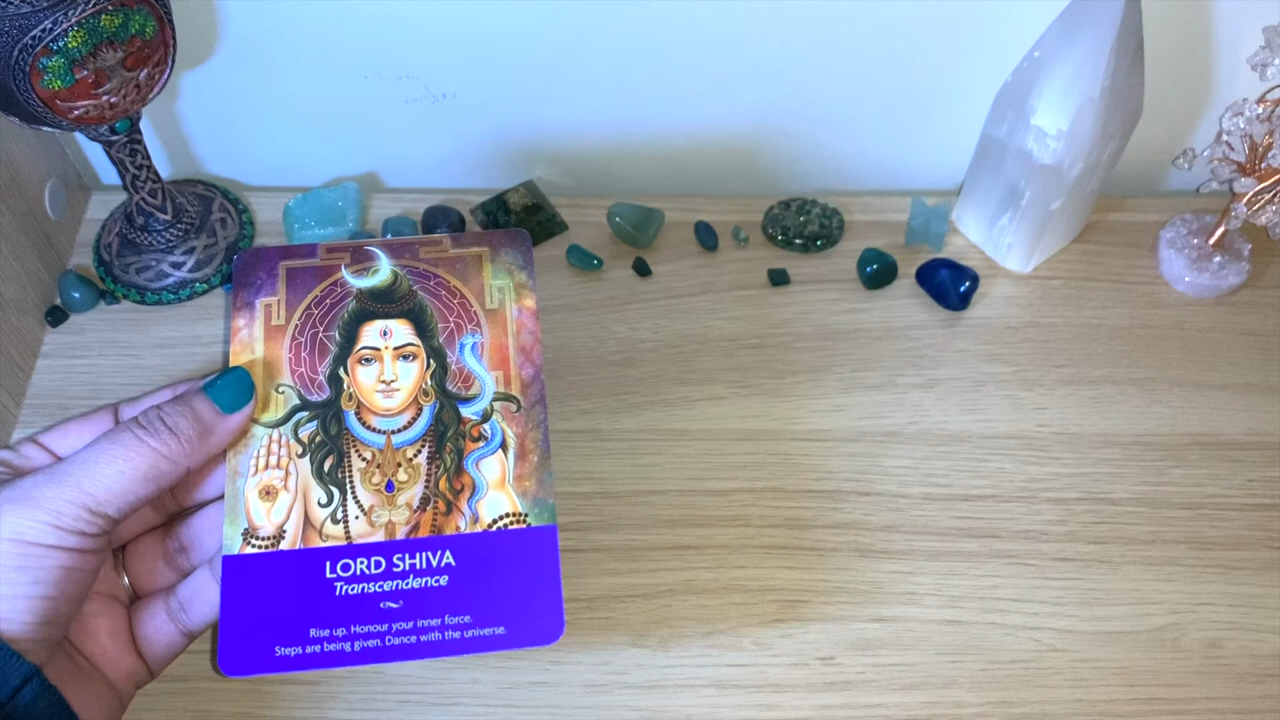 LORD SHIVA
Transcendence
Rise up. Honour your inner force.
Steps are being given. Dance with the universe.